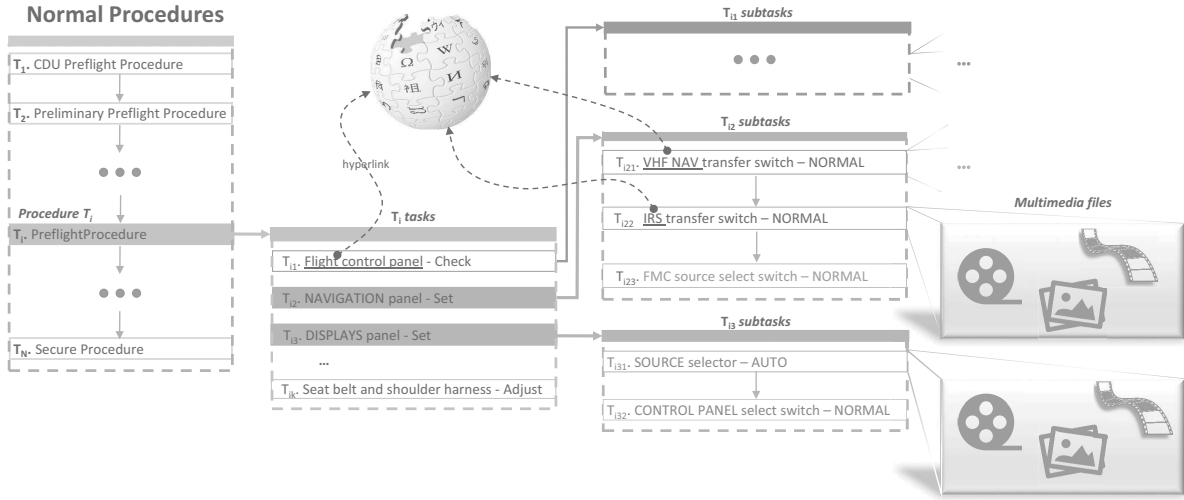 Normal Procedures
T1. CDU Preflight Procedure
T2. Preliminary Preflight Procedure
Procedure Ti
Ti. PreflightProcedure
TN. Secure Procedure
hyperlink
Ti tasks
Ti1. Flight control panel - Check
Ti2. NAVIGATION panel - Set
Ti3. DISPLAYS panel - Set
...
Tik. Seat belt and shoulder harness - Adjust
Ti1 subtasks
...
Ti2 subtasks
Ti21. VHF NAV transfer switch – NORMAL
...
Ti22 IRS transfer switch – NORMAL
Ti23. FMC source select switch – NORMAL
Ti3 subtasks
Ti31. SOURCE selector – AUTO
Ti32. CONTROL PANEL select switch – NORMAL
Multimedia files
Ω
W
И
祖